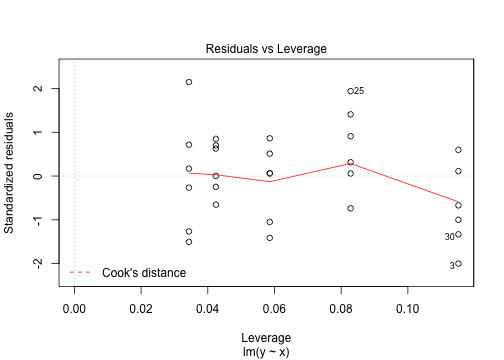 Residuals vs Leverage
Standardized residuals
2
1
0
-1
-2
25
30
3
Cook's distance
0.00 0.02 0.04 0.06 0.08 0.10
Leverage
lm(y ~ x)